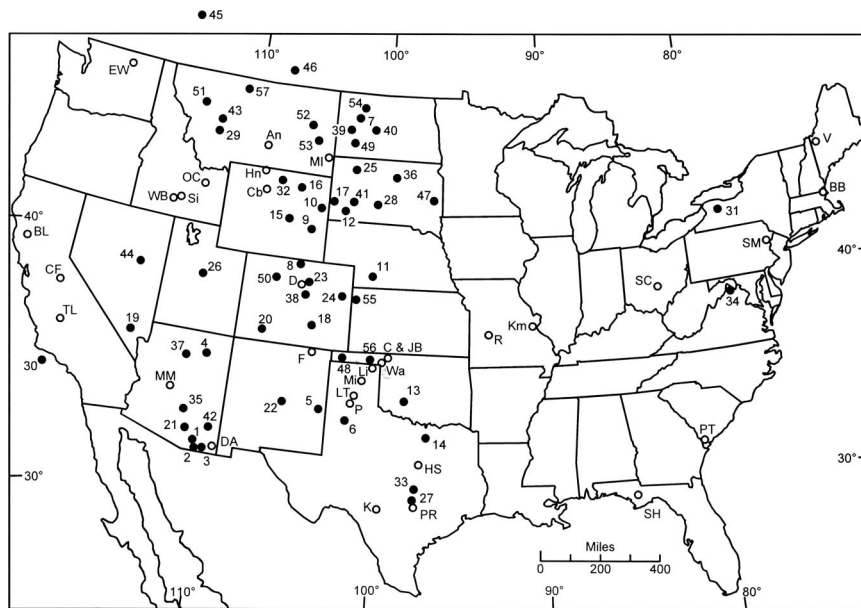 45
110° 100° 90° 80°
46
EW
57
51
54
43
52
7
29
39 40
An
53 49
V
MI
25
OC
Hn
36
16
32
WB Si
Cb
17 41
47
BB
10
28
31
40°
15
12
BL
9
SM
40°
44
8
11
26
CF
50 23
D
SC
38 24 55
34
Km
TL
R
19
20 18
56 C & JB
37 4
F
30
48 Li Wa
MM
Mi
LT
13
35
22 5
P
PT
42
21
6
1
DA
14
2 3
HS
30°
30°
33
27
K
PR
SH
Miles
0 200 400
110° 100° 90° 80°